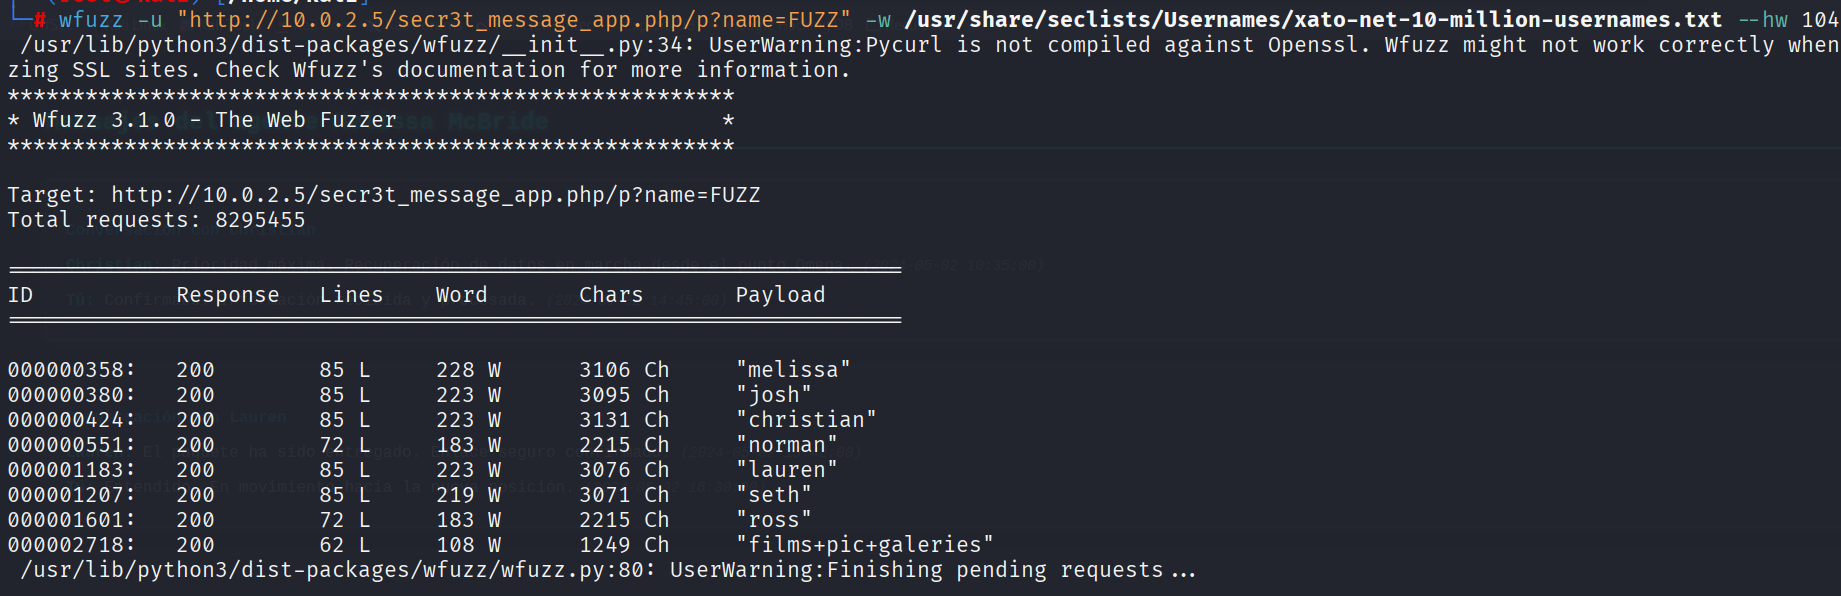 └─# wfuzz -u "http://10.0.2.5/secr3t_message_app.php/p?name=FUZZ" -w /usr/share/seclists/Usernames/xato-net-10-million-usernames.txt --hw 104
/usr/lib/python3/dist-packages/wfuzz/__init__.py:34: UserWarning:Pycurl is not compiled against Openssl. Wfuzz might not work correctly when
zing SSL sites. Check Wfuzz's documentation for more information.
********************************************************
* Wfuzz 3.1.0 - The Web Fuzzer                         *
********************************************************
Target: http://10.0.2.5/secr3t_message_app.php/p?name=FUZZ
Total requests: 8295455
=====================================================================
ID           Response   Lines    Word       Chars       Payload
=====================================================================
000000358:   200        85 L     228 W      3106 Ch     "melissa"
000000380:   200        85 L     223 W      3095 Ch     "josh"
000000424:   200        85 L     223 W      3131 Ch     "christian"
000000551:   200        72 L     183 W      2215 Ch     "norman"
000001183:   200        85 L     223 W      3076 Ch     "lauren"
000001207:   200        85 L     219 W      3071 Ch     "seth"
000001601:   200        72 L     183 W      2215 Ch     "ross"
000002718:   200        62 L     108 W      1249 Ch     "films+pic+galeries"
/usr/lib/python3/dist-packages/wfuzz/wfuzz.py:80: UserWarning:Finishing pending requests...